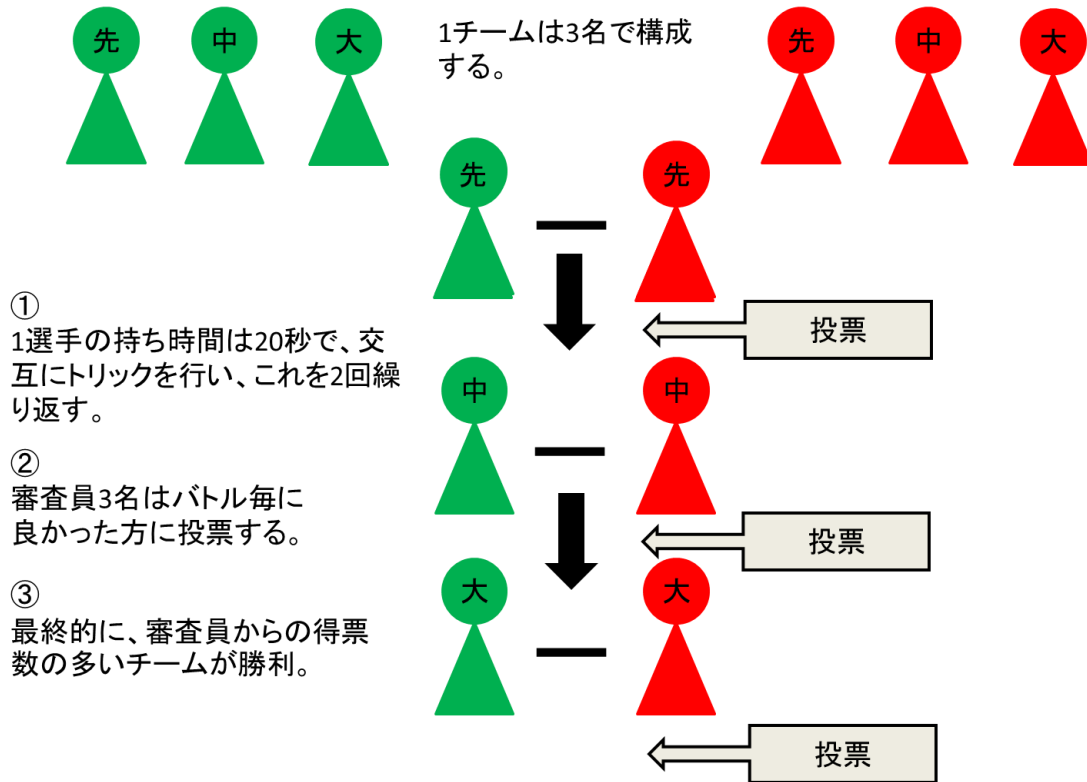 先 中 大
1チームは3名で構成
する。
先 中 大
先 先
①
1選手の持ち時間は20秒で、交
互にトリックを行い、これを2回繰
り返す。
投票
中 中
②
審査員3名はバトル毎に
良かった方に投票する。
投票
大 大
③
最終的に、審査員からの得票
数の多いチームが勝利。
投票